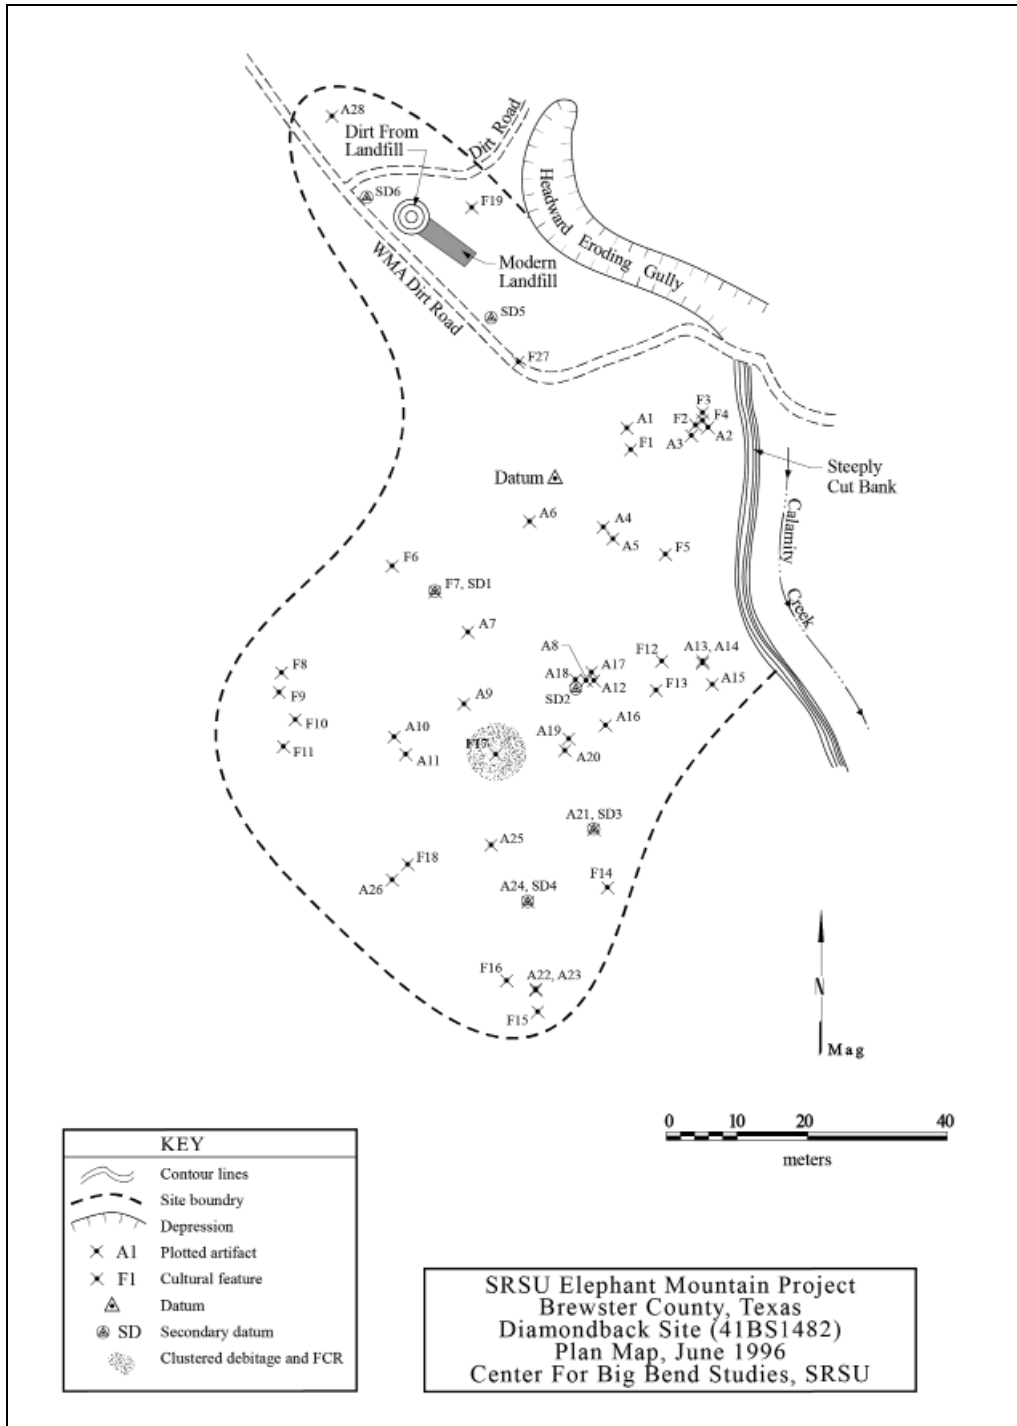 A28
Dirt From
Landfill
Dirt Road
SD6
F19
Headward Eroding Gully
Modern
Landfill
WMA Dirt Road
SD5
F27
F3
F2
F4
A1
A2
A3
F1
Steeply
Cut Bank
Datum
A6
A4
A5
F5
Calamity Creek
F6
F7, SD1
A7
A8
F12
A13, A14
A17
A18
A12
F8
F13
A15
SD2
F9
A9
F10
A16
A10
A19
F11
A11
F17
A20
A21, SD3
A25
F18
A26
A24, SD4
F14
F16
A22, A23
F15
N
Mag
0 10 20 40
meters
KEY
Contour lines
Site boundry
Depression
A1 Plotted artifact
F1 Cultural feature
Datum
SD Secondary datum
Clustered debitage and FCR
SRSU Elephant Mountain Project
Brewster County, Texas
Diamondback Site (41BS1482)
Plan Map, June 1996
Center For Big Bend Studies, SRSU